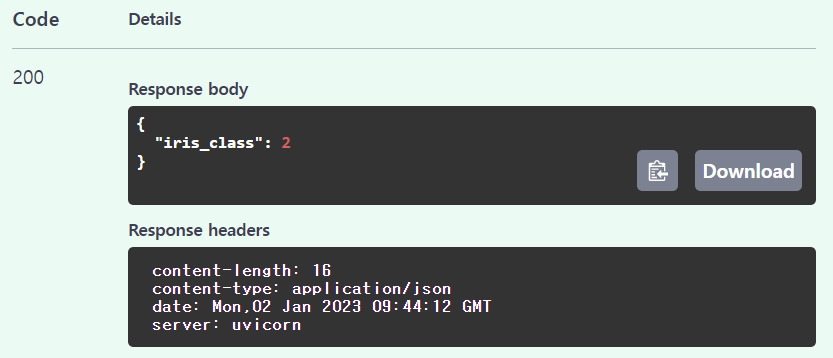 Code Details
200
Response body
{
"iris_class": 2
}
Download
Response headers
content-length: 16
content-type: application/json
date: Mon,02 Jan 2023 09:44:12 GMT
server: uvicorn